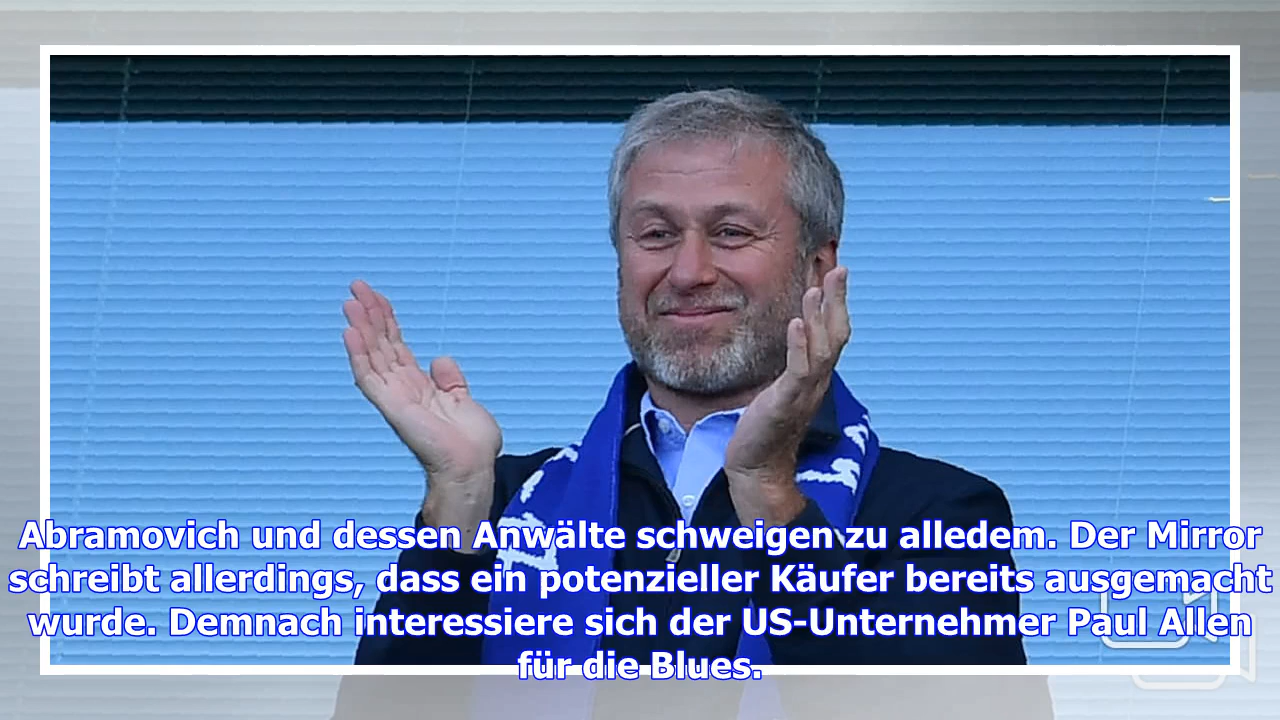 Abramovich und dessen Anwälte schweigen zu alledem. Der Mirror
schreibt allerdings, dass ein potenzieller Käufer bereits ausgemacht
wurde. Demnach interessiere sich der US-Unternehmer Paul Allen
für die Blues.